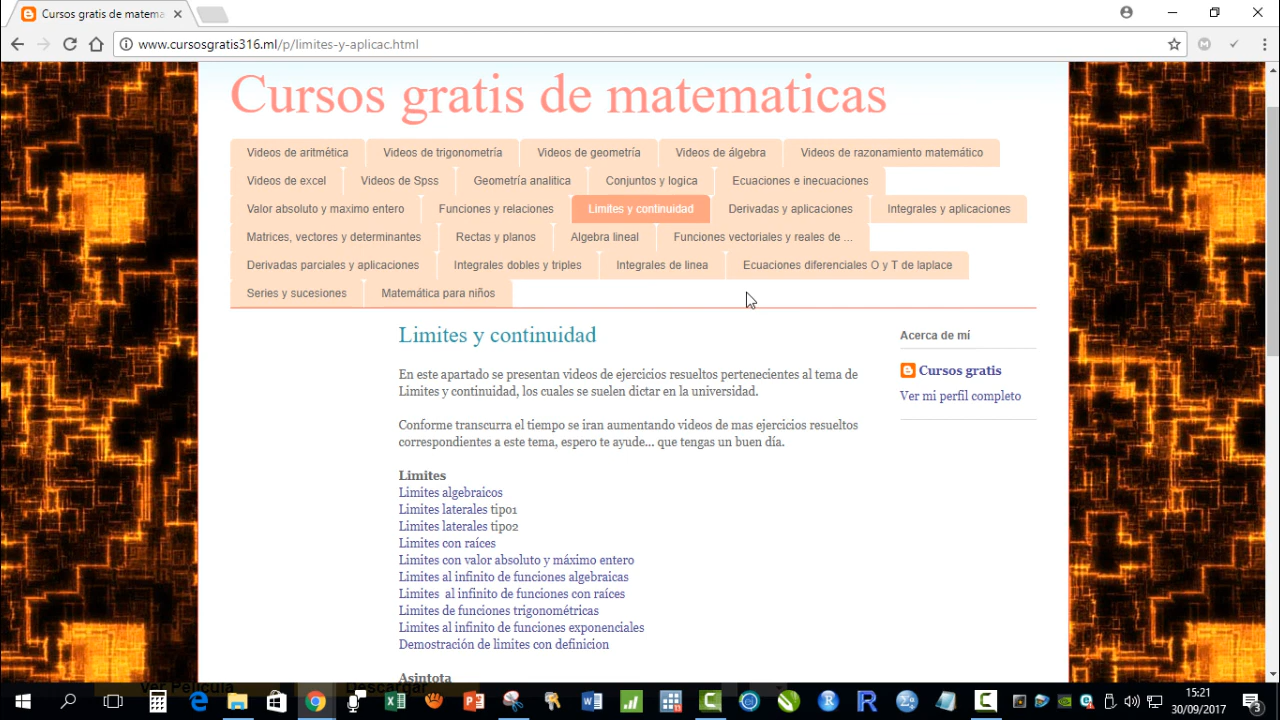 Cursos gratis de matema
www.cursosgratis316.ml/p/limites-y-aplicac.html
Cursos gratis de matematicas
Videos de aritmética Videos de trigonometría Videos de geometría Videos de álgebra Videos de razonamiento matemático
Videos de excel Videos de Spss Geometría analitica Conjuntos y logica Ecuaciones e inecuaciones
Valor absoluto y maximo entero Funciones y relaciones Limites y continuidad Derivadas y aplicaciones Integrales y aplicaciones
Matrices, vectores y determinantes Rectas y planos Algebra lineal Funciones vectoriales y reales de ...
Derivadas parciales y aplicaciones Integrales dobles y triples Integrales de linea Ecuaciones diferenciales O y T de laplace
Series y sucesiones Matemática para niños
Limites y continuidad
En este apartado se presentan videos de ejercicios resueltos pertenecientes al tema de
Limites y continuidad, los cuales se suelen dictar en la universidad.
Conforme transcurra el tiempo se iran aumentando videos de mas ejercicios resueltos
correspondientes a este tema, espero te ayude... que tengas un buen día.
Limites
Limites algebraicos
Limites laterales tipo1
Limites laterales tipo2
Limites con raíces
Limites con valor absoluto y máximo entero
Limites al infinito de funciones algebraicas
Limites al infinito de funciones con raíces
Limites de funciones trigonométricas
Limites al infinito de funciones exponenciales
Demostración de limites con definicion
Asintota
Acerca de mí
Cursos gratis
Ver mi perfil completo
Ver Película Descargar
15:21
30/09/2017
3